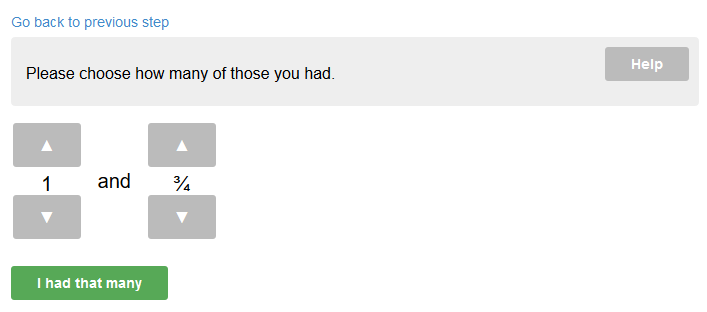 Go back to previous step
Please choose how many of those you had.
Help
▲ ▲
1 and ¾
▼ ▼
I had that many